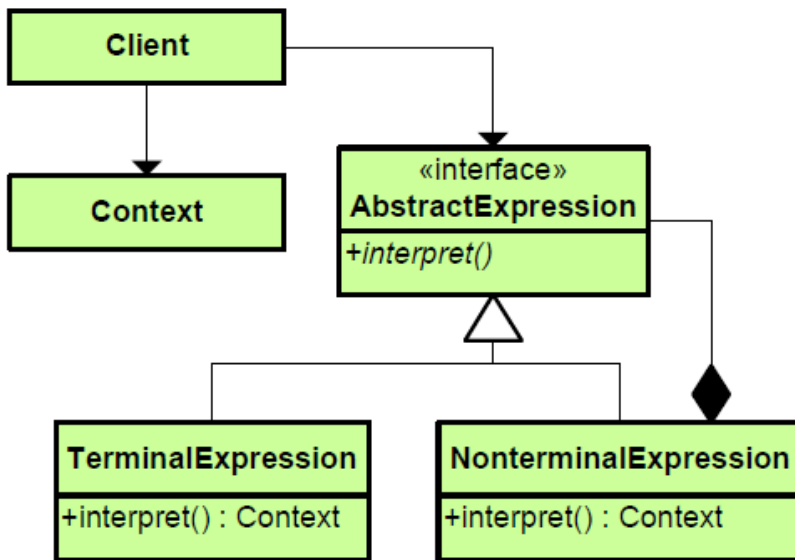 Client
Context
«interface»
AbstractExpression
+interpret()
TerminalExpression
+interpret() : Context
NonterminalExpression
+interpret() : Context